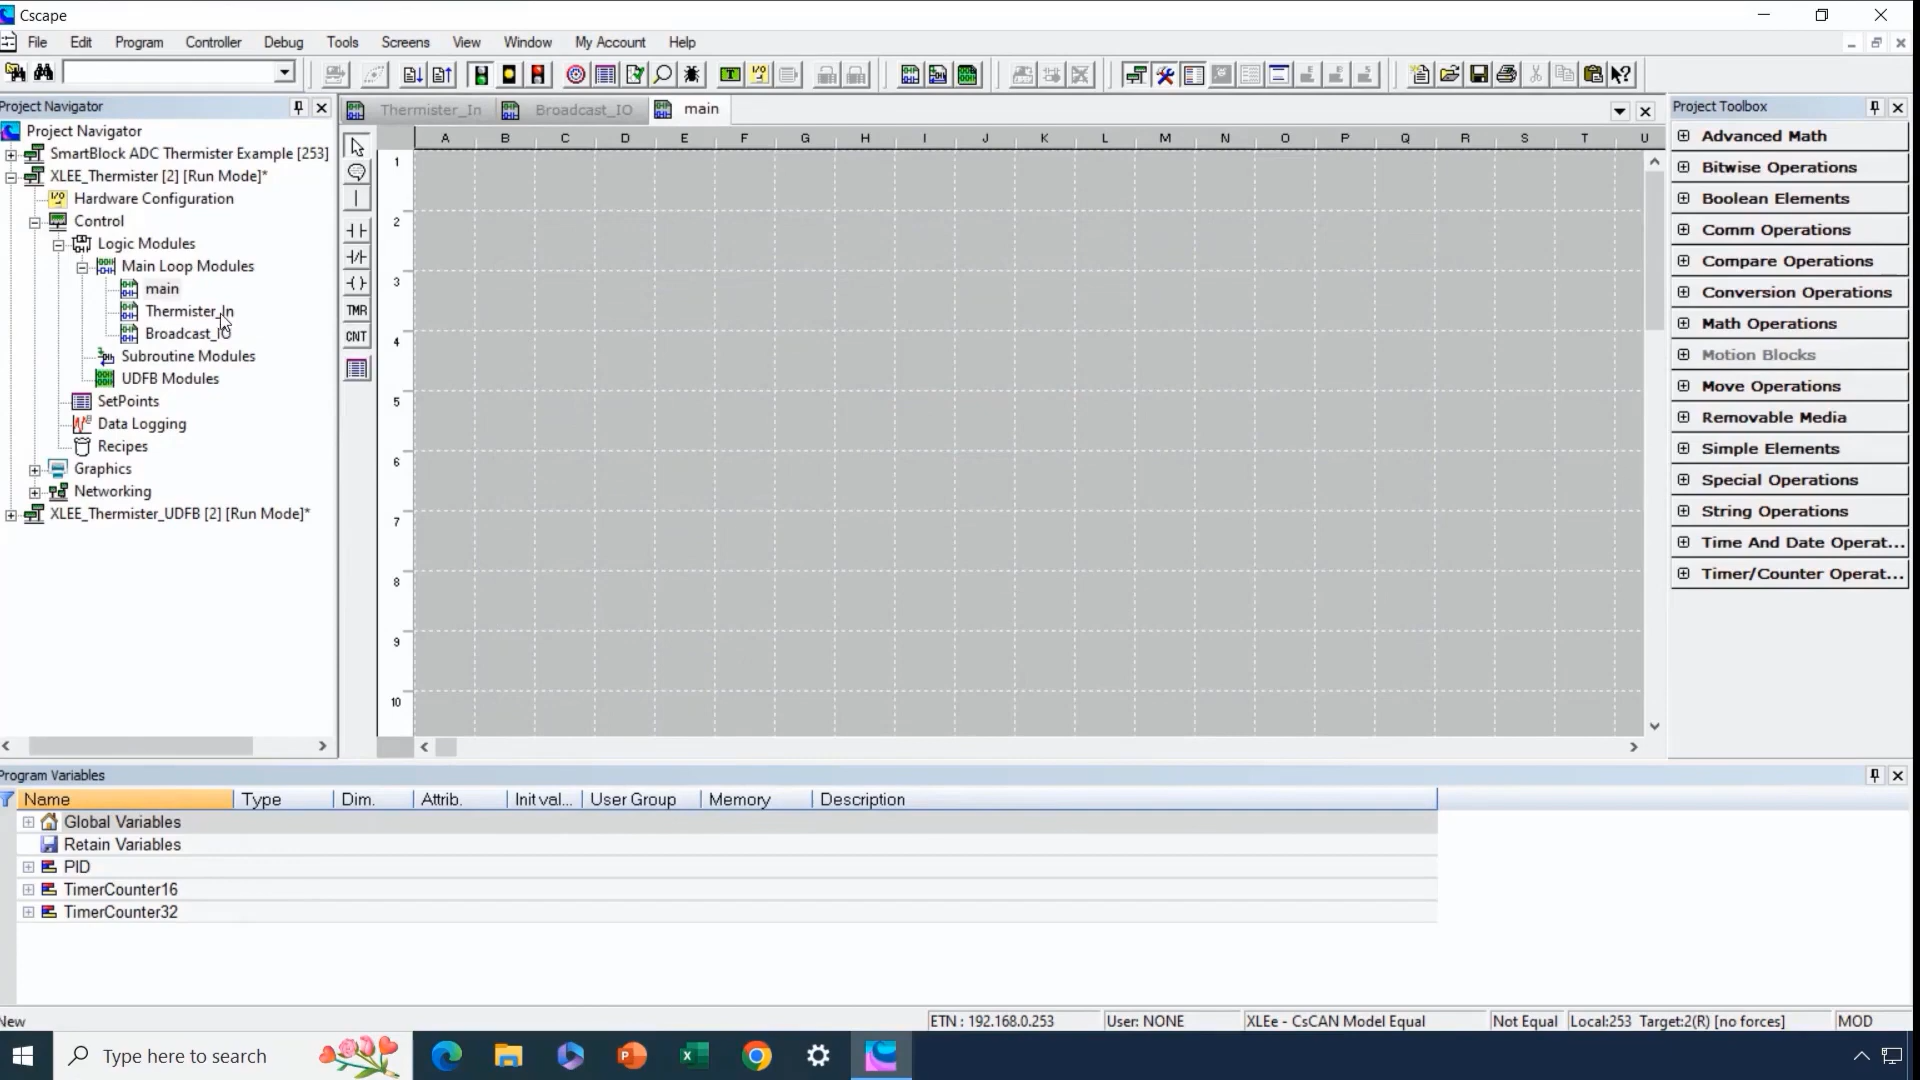 Cscape
File Edit Program Controller Debug Tools Screens View Window My Account Help
Project Navigator
Thermister_In Broadcast_IO main
Project Toolbox
Project Navigator
SmartBlock ADC Thermister Example [253]
XLEE_Thermister [2] [Run Mode]*
Hardware Configuration
Control
Logic Modules
Main Loop Modules
main
Thermister_In
Broadcast_IO
Subroutine Modules
UDFB Modules
SetPoints
Data Logging
Recipes
Graphics
Networking
XLEE_Thermister_UDFB [2] [Run Mode]*
TMR
CNT
A B C D E F G H I J K L M N O P Q R S T U
1
2
3
4
5
6
7
8
9
10
Advanced Math
Bitwise Operations
Boolean Elements
Comm Operations
Compare Operations
Conversion Operations
Math Operations
Motion Blocks
Move Operations
Removable Media
Simple Elements
Special Operations
String Operations
Time And Date Operat...
Timer/Counter Operat...
Program Variables
Name Type Dim. Attrib. Init val... User Group Memory Description
Global Variables
Retain Variables
PID
TimerCounter16
TimerCounter32
New ETN : 192.168.0.253 User: NONE XLEe - CsCAN Model Equal Not Equal Local:253 Target:2(R) [no forces] MOD
Type here to search